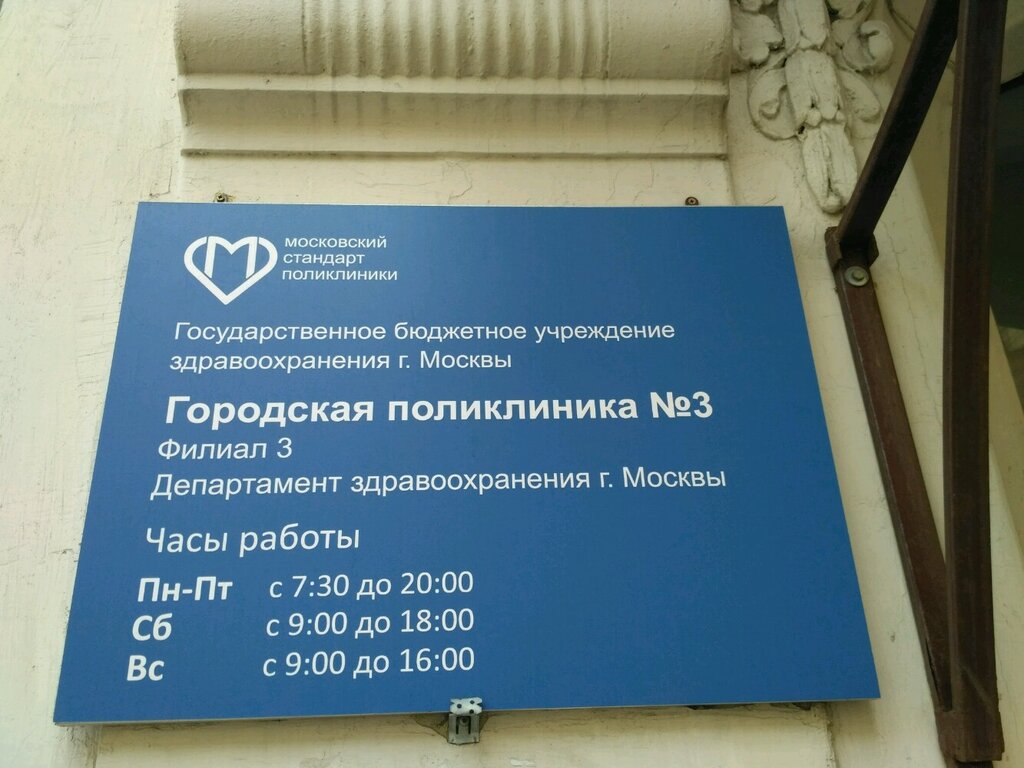 московский
стандарт
поликлиники
Государственное бюджетное учреждение
здравоохранения г. Москвы
Городская поликлиника №3
Филиал 3
Департамент здравоохранения г. Москвы
Часы работы
Пн-Пт с 7:30 до 20:00
Сб с 9:00 до 18:00
Вс с 9:00 до 16:00